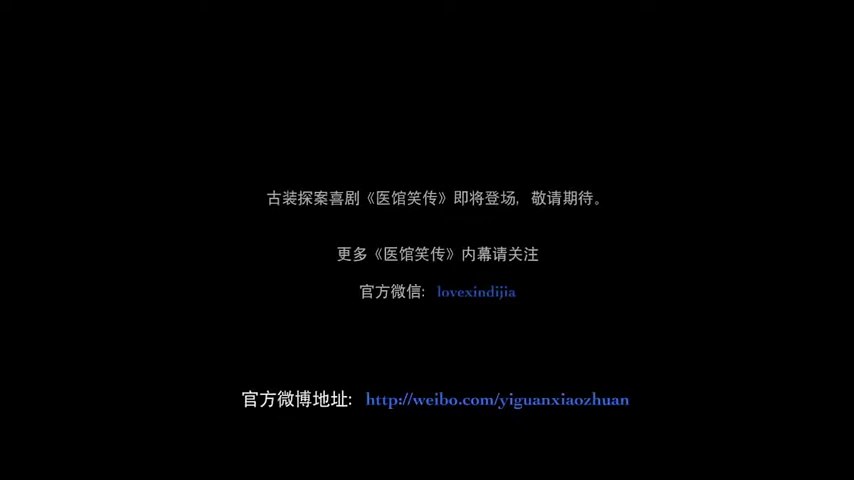 古装探案喜剧《医馆笑传》即将登场,敬请期待。
更多《医馆笑传》内幕请关注
官方微信: lovexindijia
官方微博地址: http://weibo.com/yiguanxiaozhuan